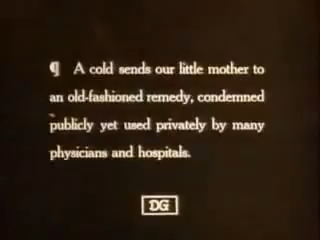 ¶ A cold sends our little mother to
an old-fashioned remedy, condemned
publicly yet used privately by many
physicians and hospitals.
DG